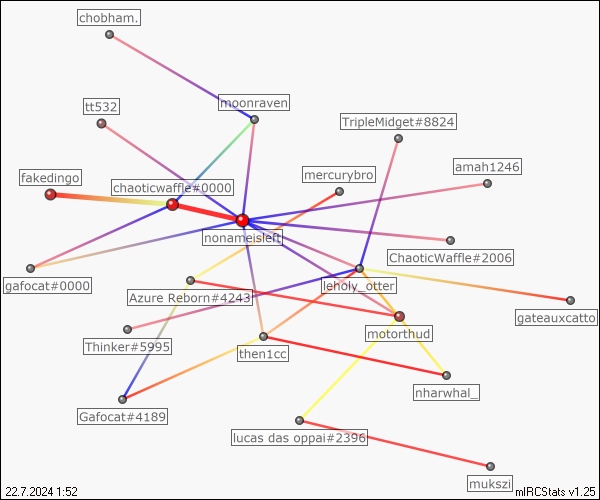 chobham.
tt532
moonraven
TripleMidget#8824
amah1246
fakedingo
chaoticwaffle#0000
mercurybro
nonameisleft
ChaoticWaffle#2006
gafocat#0000
Azure Reborn#4243
leholy_otter
gateauxcatto
Thinker#5995
then1cc
motorthud
nharwhal_
Gafocat#4189
lucas das oppai#2396
mukszi
22.7.2024 1:52
mIRCStats v1.25